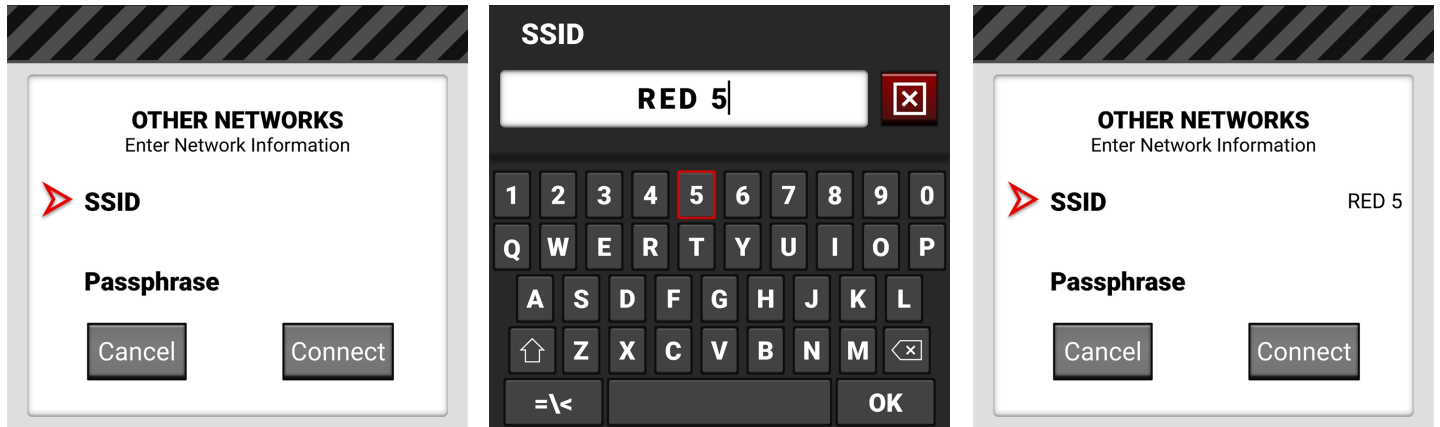 OTHER NETWORKS
Enter Network Information
SSID
Passphrase
Cancel Connect
SSID
RED 5
1 2 3 4 5 6 7 8 9 0
Q W E R T Y U I O P
A S D F G H J K L
Z X C V B N M
=\< OK
OTHER NETWORKS
Enter Network Information
SSID RED 5
Passphrase
Cancel Connect